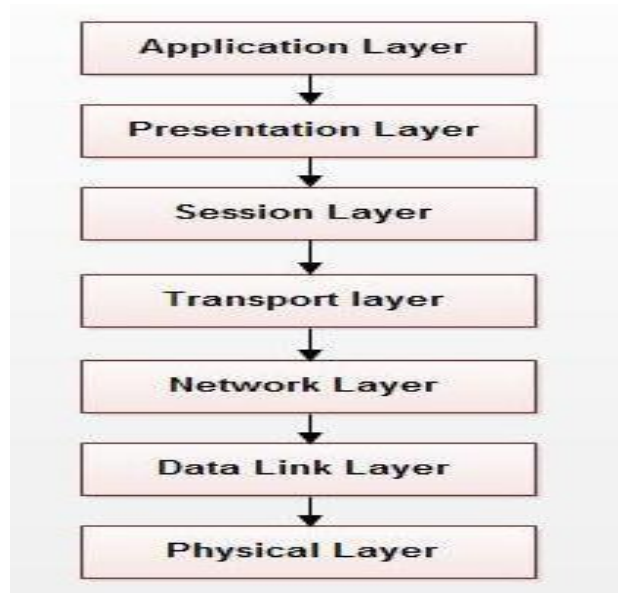 Application Layer
Presentation Layer
Session Layer
Transport layer
Network Layer
Data Link Layer
Physical Layer